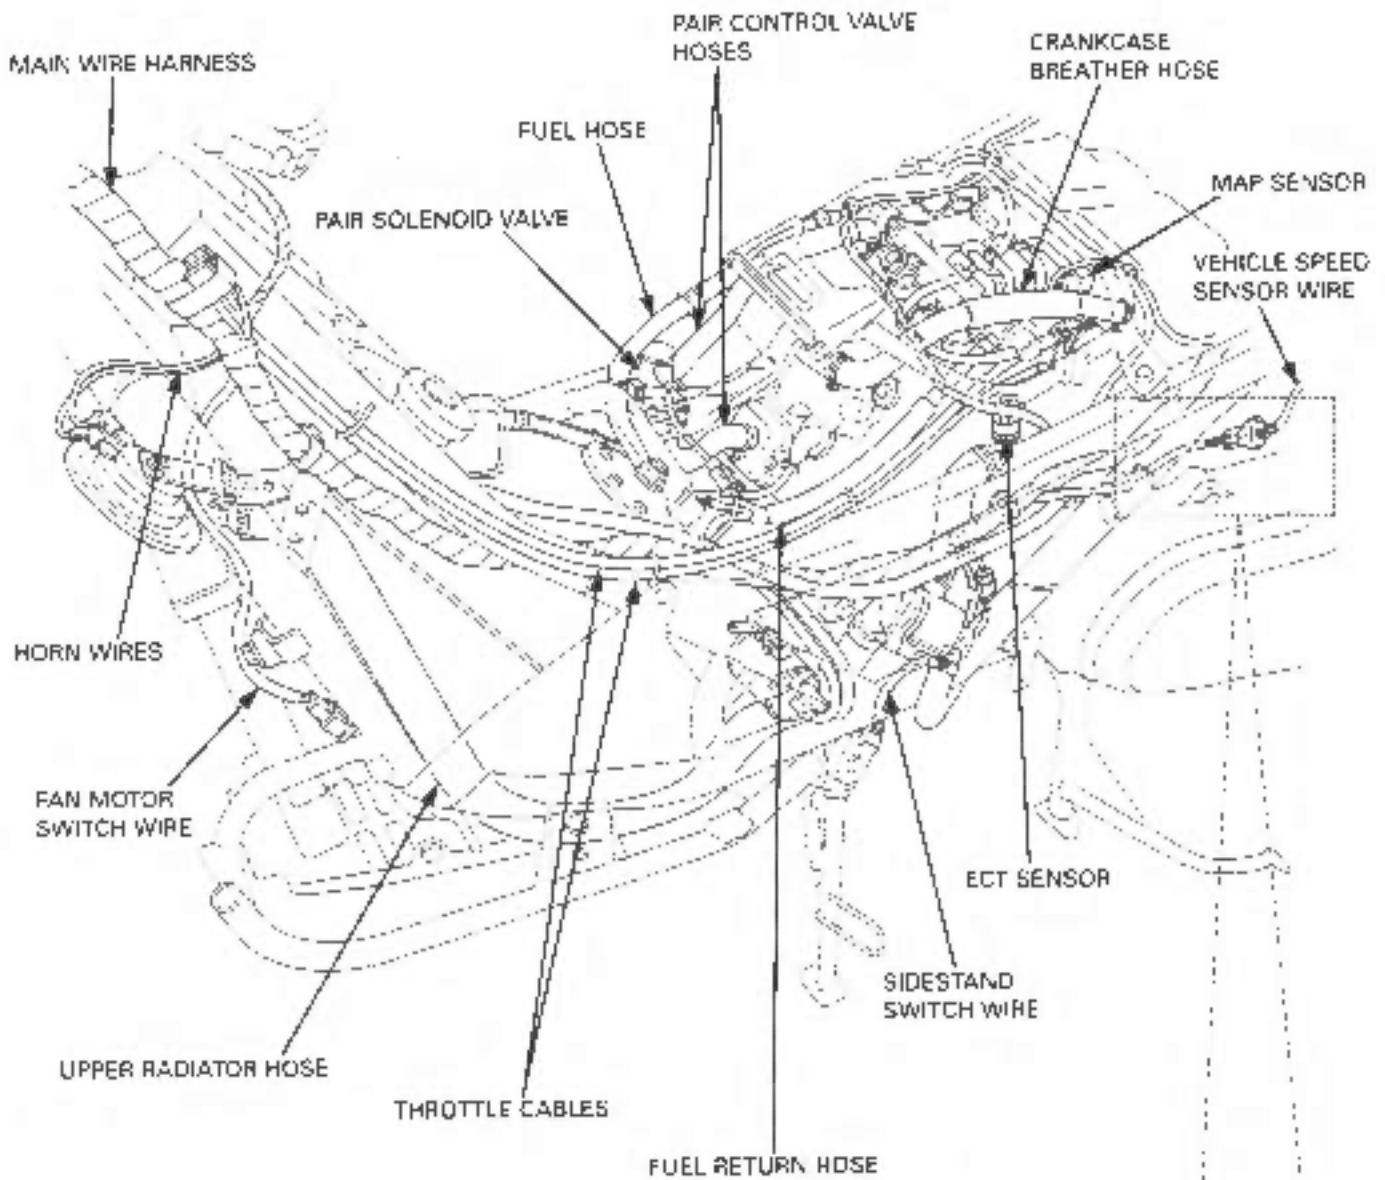 PAIR CONTROL VALVE
HOSES
CRANKCASE
BREATHER HOSE
MAIN WIRE HARNESS
FUEL HOSE
MAP SENSOR
PAIR SOLENOID VALVE
VEHICLE SPEED
SENSOR WIRE
HORN WIRES
FAN MOTOR
SWITCH WIRE
ECT SENSOR
SIDESTAND
SWITCH WIRE
UPPER RADIATOR HOSE
THROTTLE CABLES
FUEL RETURN HOSE